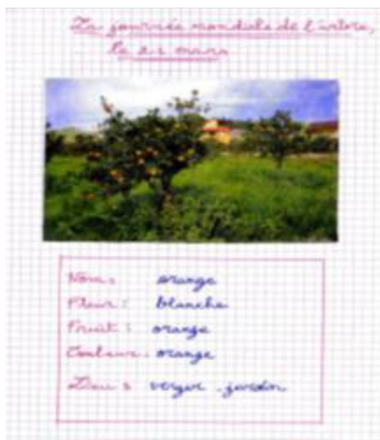 La journée mondiale de l'arbre,
le 21 mars
Nom : orange
Fleur : blanche
Fruit : orange
Couleur : orange
Lieu : verger - jardin